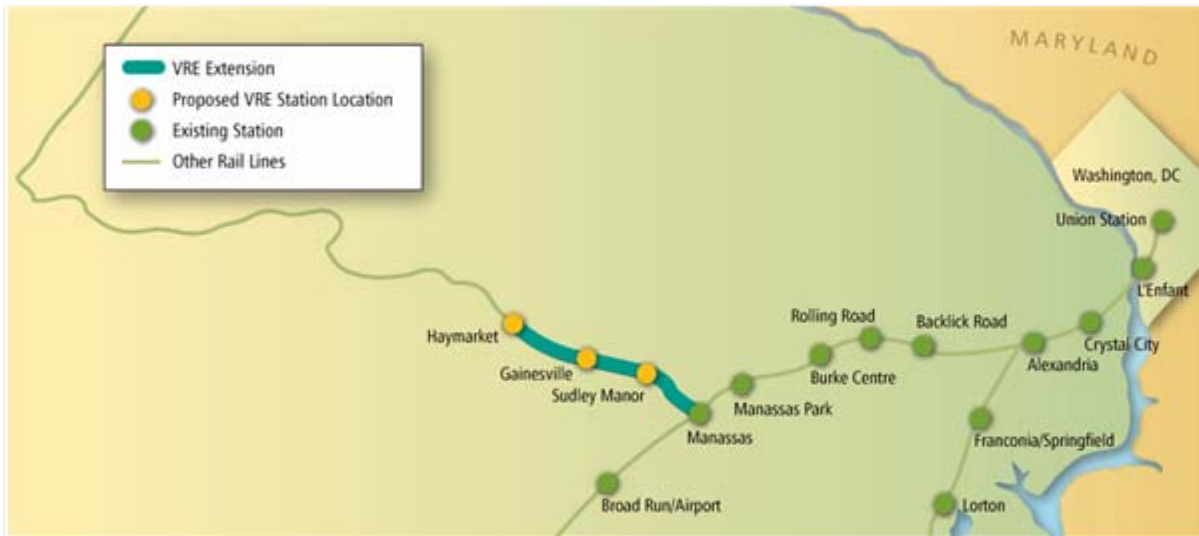 VRE Extension
Proposed VRE Station Location
Existing Station
Other Rail Lines
MARYLAND
Washington, DC
Union Station
L'Enfant
Crystal City
Alexandria
Backlick Road
Rolling Road
Burke Centre
Manassas Park
Manassas
Haymarket
Gainesville
Sudley Manor
Broad Run/Airport
Franconia/Springfield
Lorton